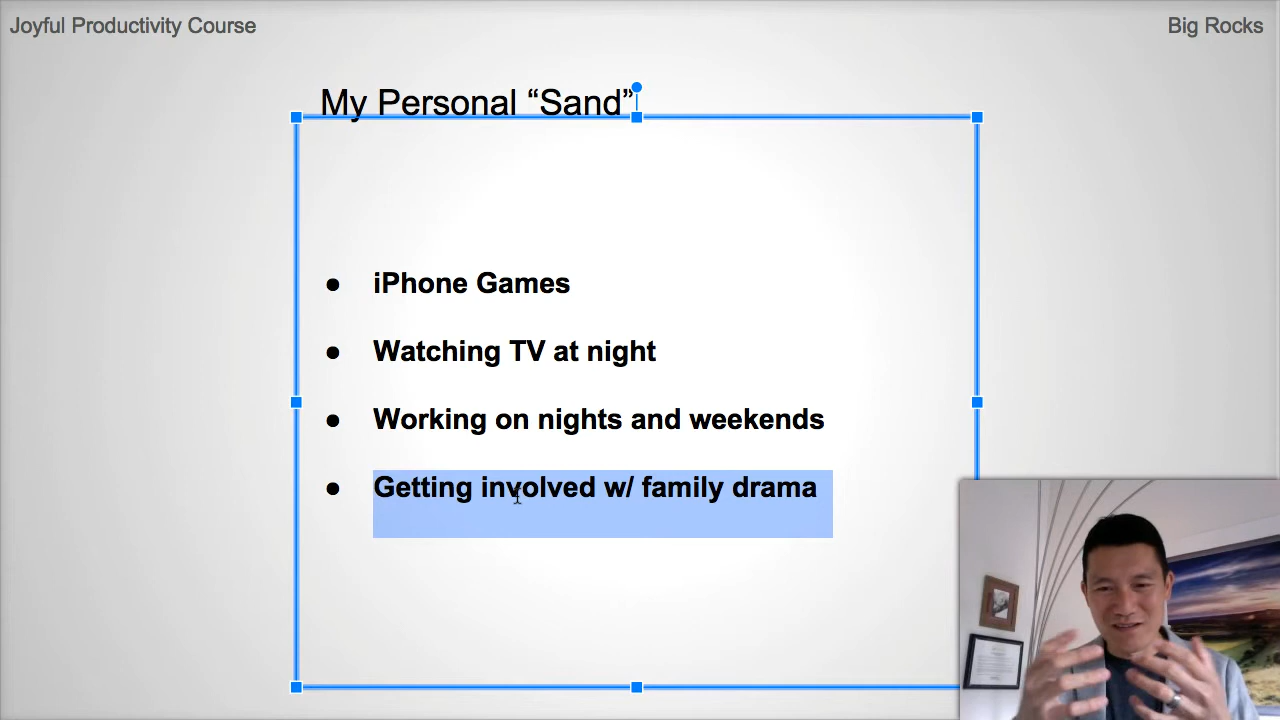 Joyful Productivity Course
Big Rocks
My Personal “Sand”
● iPhone Games
● Watching TV at night
● Working on nights and weekends
● Getting involved w/ family drama